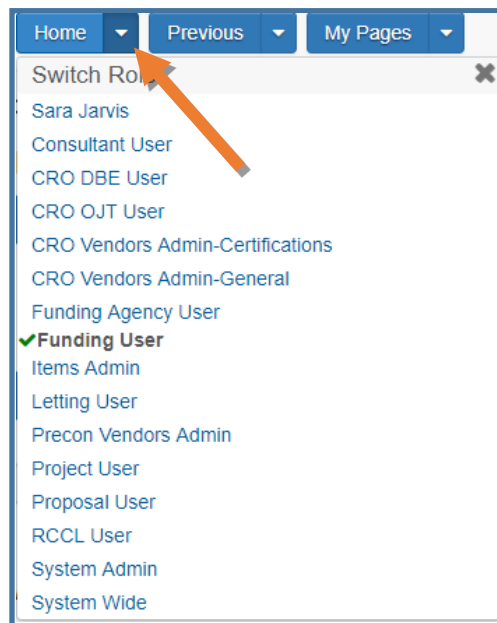 Home Previous My Pages
Switch Role
Sara Jarvis
Consultant User
CRO DBE User
CRO OJT User
CRO Vendors Admin-Certifications
CRO Vendors Admin-General
Funding Agency User
Funding User
Items Admin
Letting User
Precon Vendors Admin
Project User
Proposal User
RCCL User
System Admin
System Wide